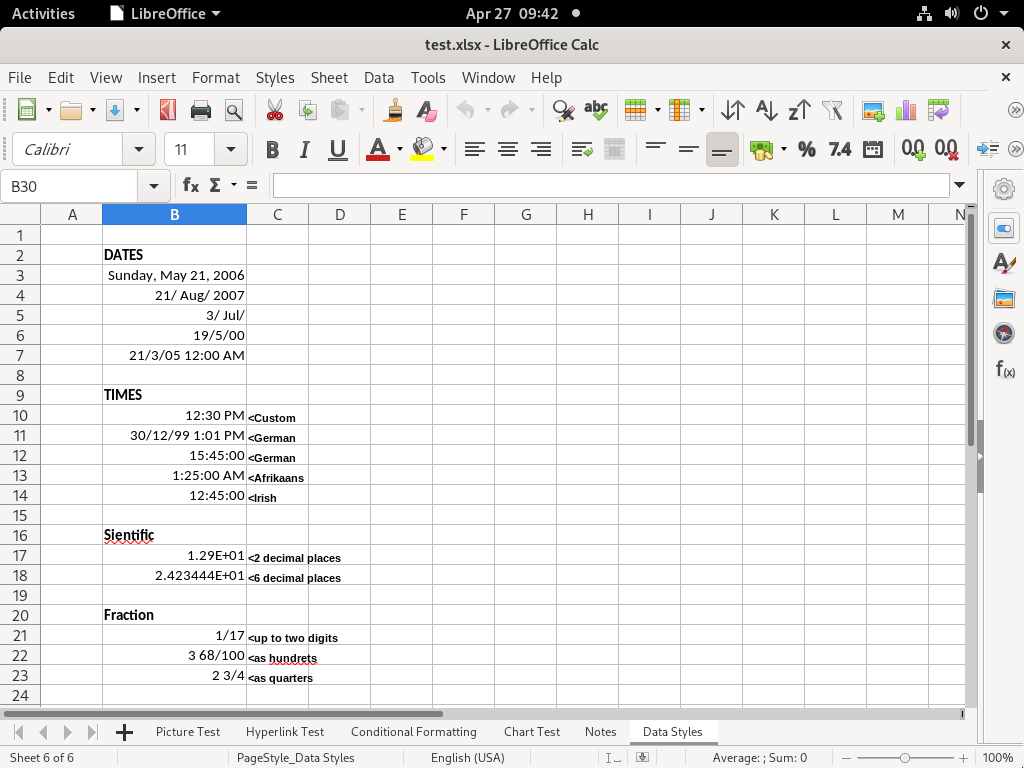 Activities LibreOffice Apr 27 09:42
test.xlsx - LibreOffice Calc
File Edit View Insert Format Styles Sheet Data Tools Window Help
Calibri 11
B30
A B C D E F G H I J K L M N
1
2 DATES
3 Sunday, May 21, 2006
4 21/ Aug/ 2007
5 3/ Jul/
6 19/5/00
7 21/3/05 12:00 AM
8
9 TIMES
10 12:30 PM <Custom
11 30/12/99 1:01 PM <German
12 15:45:00 <German
13 1:25:00 AM <Afrikaans
14 12:45:00 <Irish
15
16 Sientific
17 1.29E+01 <2 decimal places
18 2.423444E+01 <6 decimal places
19
20 Fraction
21 1/17 <up to two digits
22 3 68/100 <as hundrets
23 2 3/4 <as quarters
24
Picture Test Hyperlink Test Conditional Formatting Chart Test Notes Data Styles
Sheet 6 of 6 PageStyle_Data Styles English (USA) Average: ; Sum: 0 100%